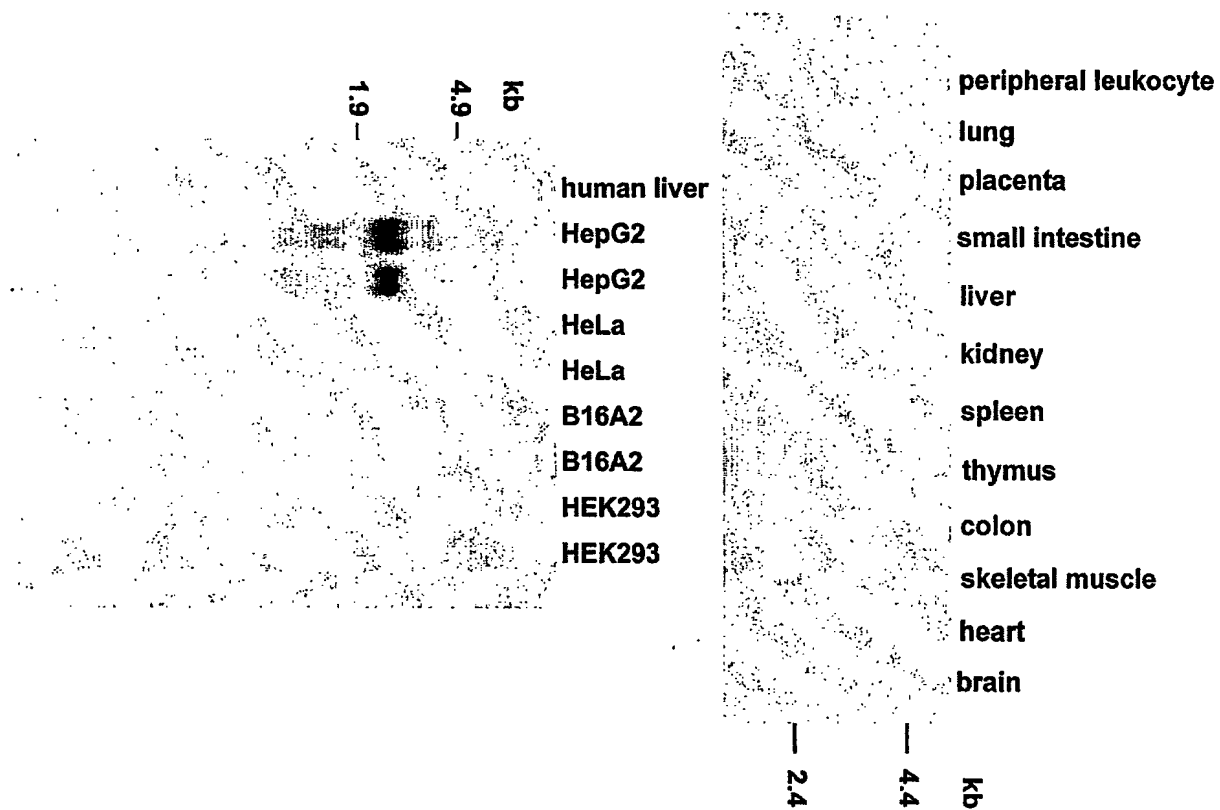 kb
4.9 –
1.9 –
human liver
HepG2
HepG2
HeLa
HeLa
B16A2
B16A2
HEK293
HEK293
peripheral leukocyte
lung
placenta
small intestine
liver
kidney
spleen
thymus
colon
skeletal muscle
heart
brain
kb
— 4.4
— 2.4